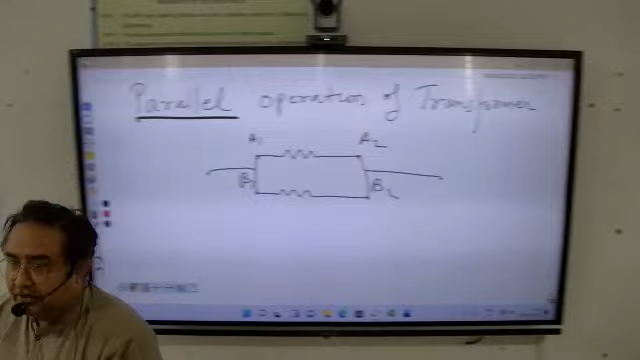 Parallel operation of Transformer
A1 A2
B1 B2